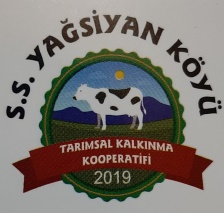 S.S. YAĞSİYAN KÖYÜ
TARIMSAL KALKINMA
KOOPERATİFİ
2019